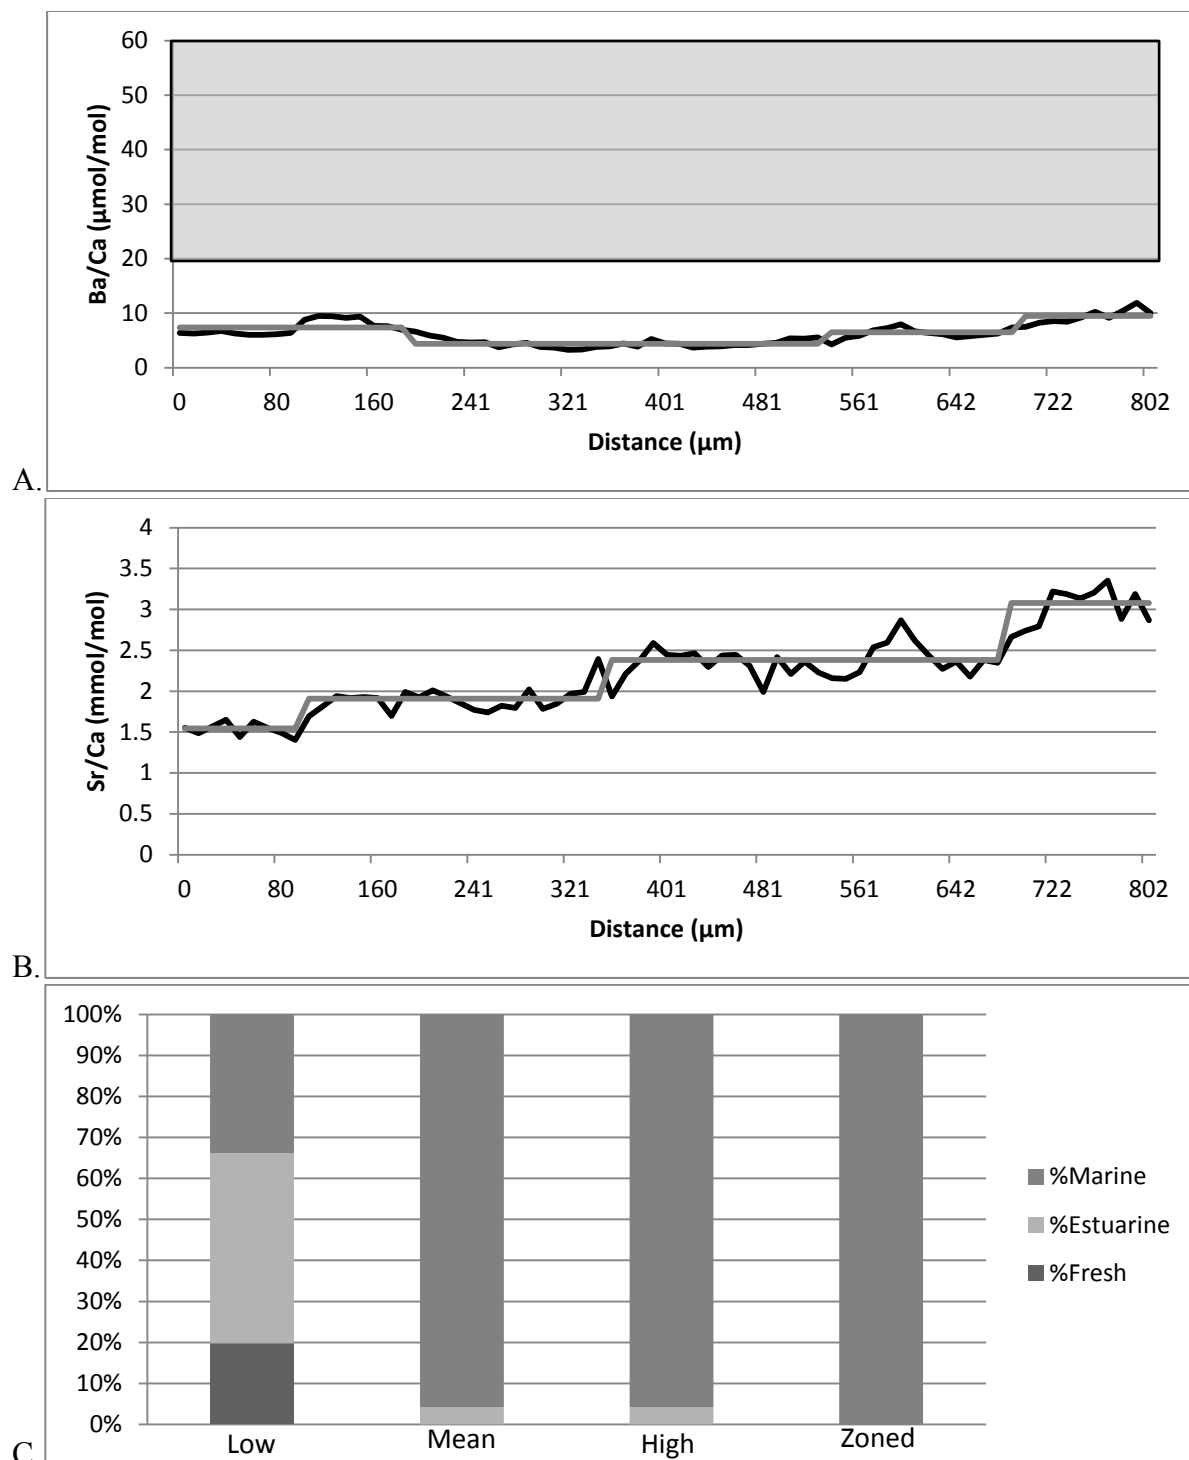 60
50
40
30
20
10
0
Ba/Ca (µmol/mol)
0 80 160 241 321 401 481 561 642 722 802
Distance (µm)
A.
4
3.5
3
2.5
2
1.5
1
0.5
0
Sr/Ca (mmol/mol)
0 80 160 241 321 401 481 561 642 722 802
Distance (µm)
B.
100%
90%
80%
70%
60%
50%
40%
30%
20%
10%
0%
%Marine
%Estuarine
%Fresh
Low Mean High Zoned
C